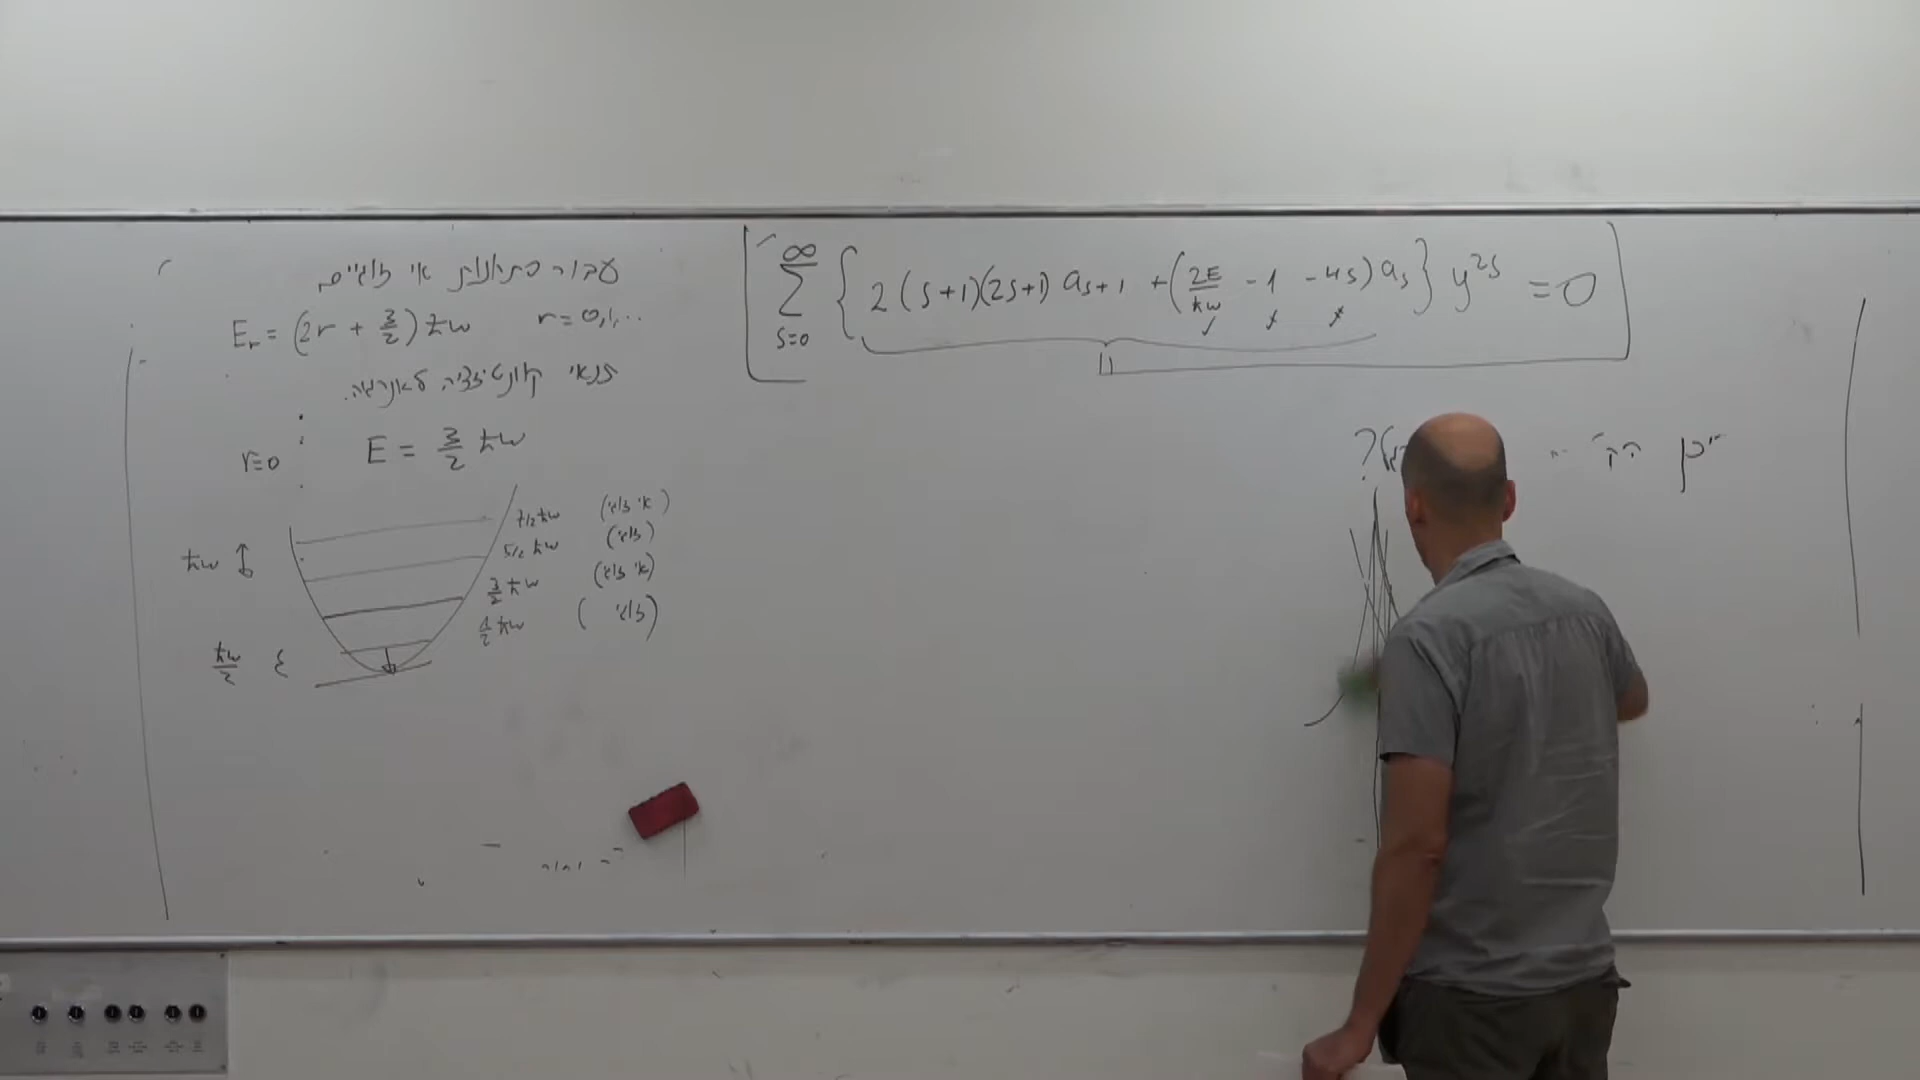 עבור פתרונות אי זוגיים
E_r = (2r + 3/2) ħω r = 0, 1, ..
תנאי קוונטיזציה לאנרגיה.
r=0 E = 3/2 ħω
7/2 ħω (אי זוגי)
ħω 5/2 ħω (זוגי)
3/2 ħω (אי זוגי)
1/2 ħω (זוגי)
ħω/2
∑_{s=0}^{∞} { 2(s+1)(2s+1) a_{s+1} + (2E/ħω - 1 - 4s) a_s } y^{2s} = 0
?